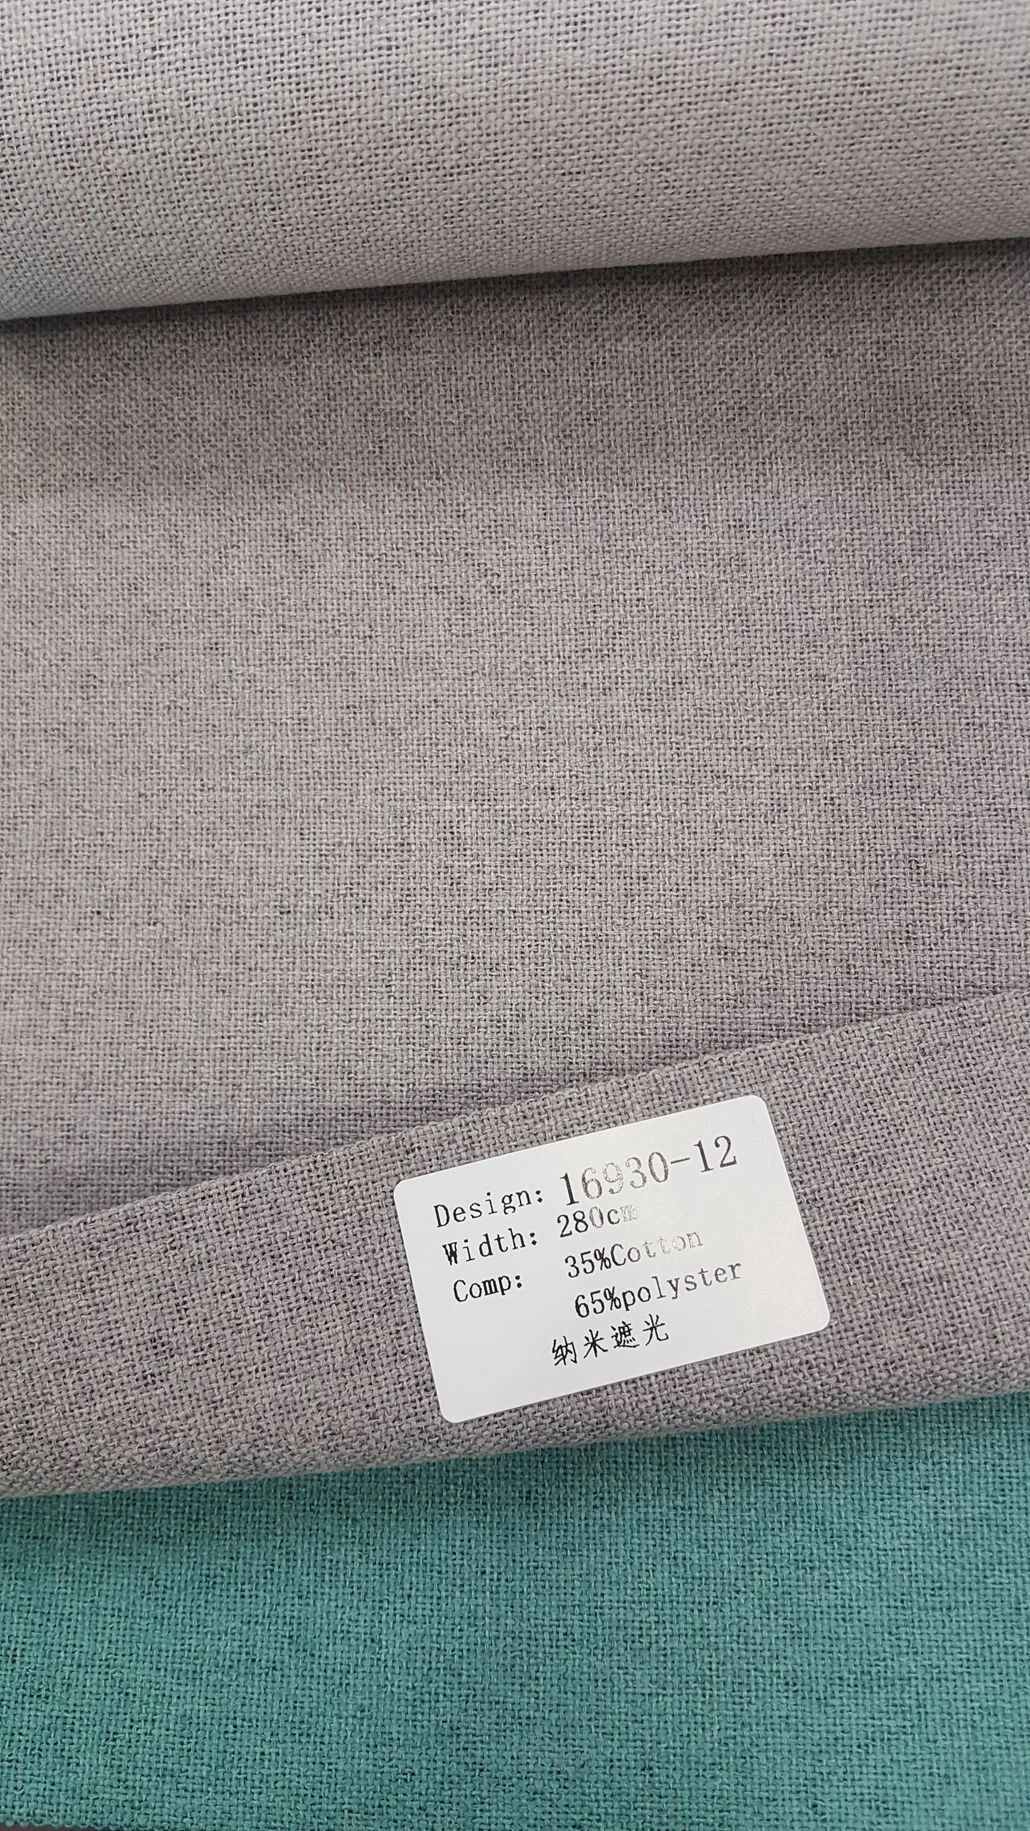 Design: 16930-12
Width: 280cm
Comp: 35%Cotton
65%polyster
纳米遮光